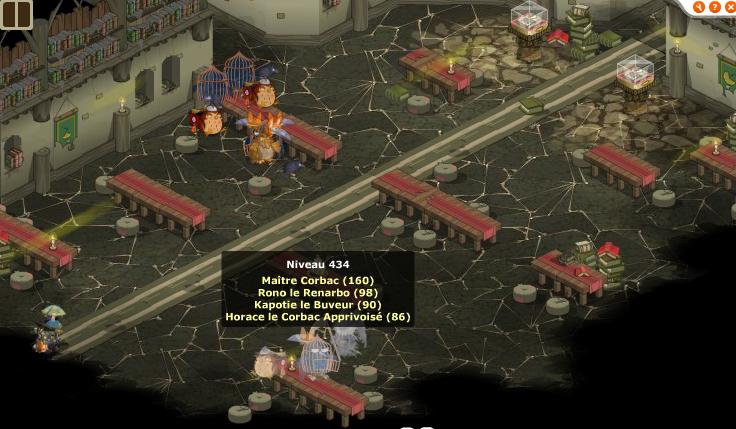 Niveau 434
Maître Corbac (160)
Rono le Renarbo (98)
Kapotie le Buveur (90)
Horace le Corbac Apprivoisé (86)